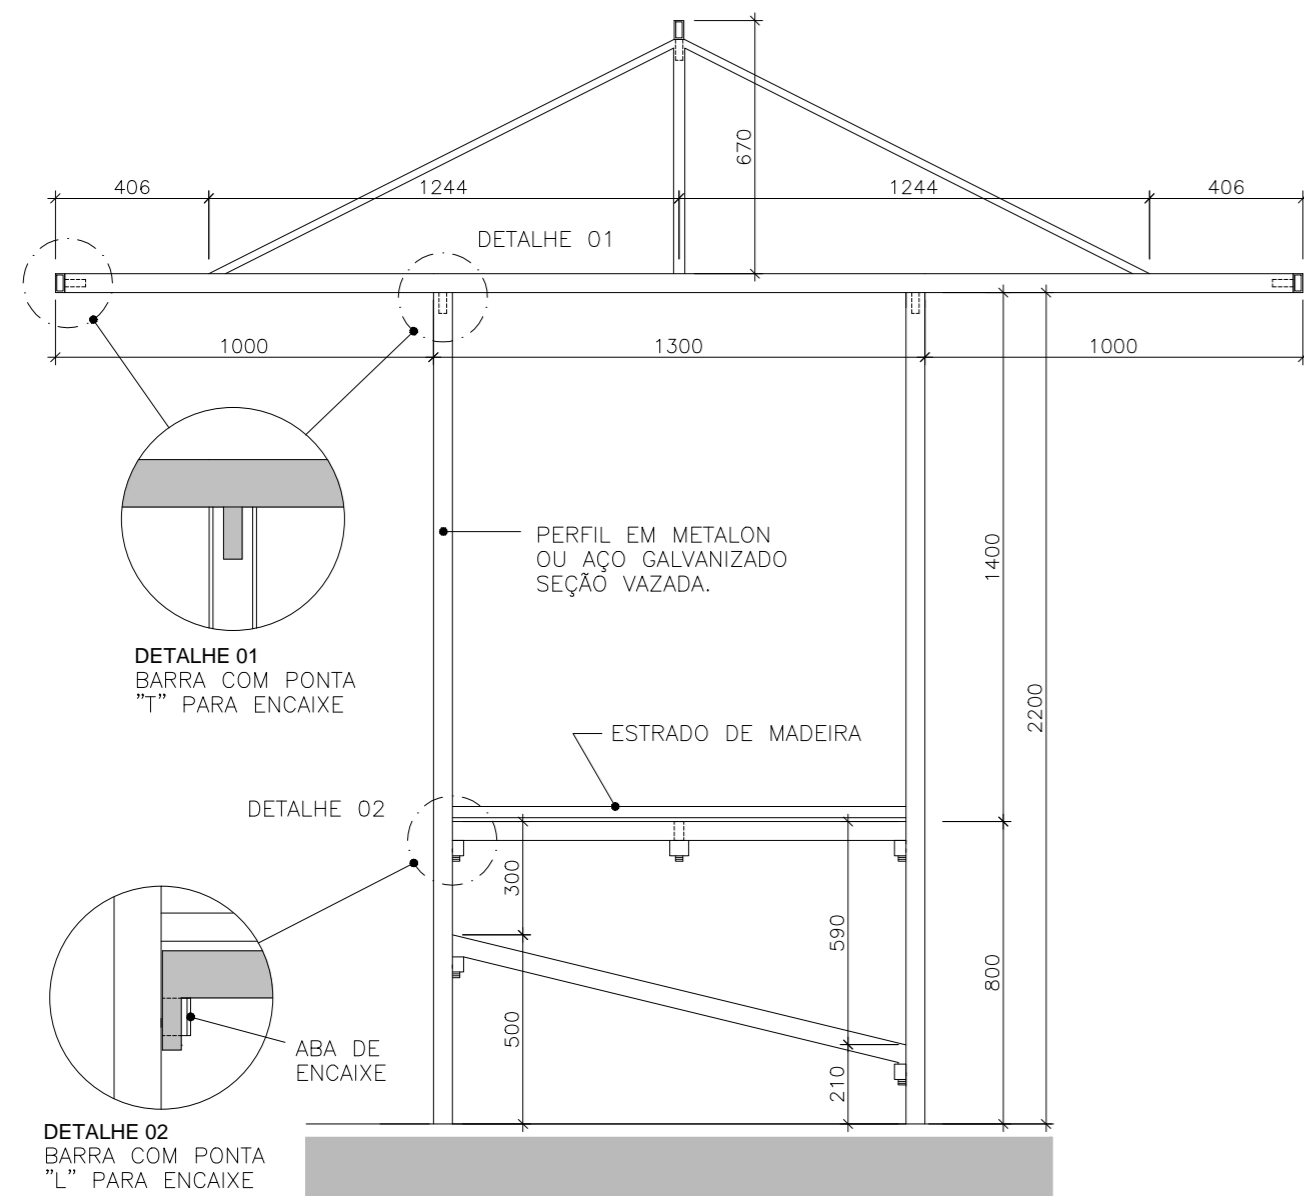 670
406
1244
1244
406
DETALHE 01
1000
1300
1000
PERFIL EM METALON
OU AÇO GALVANIZADO
SEÇÃO VAZADA.
1400
2200
DETALHE 01
BARRA COM PONTA
"T" PARA ENCAIXE
ESTRADO DE MADEIRA
DETALHE 02
300
590
800
500
210
ABA DE
ENCAIXE
DETALHE 02
BARRA COM PONTA
"L" PARA ENCAIXE